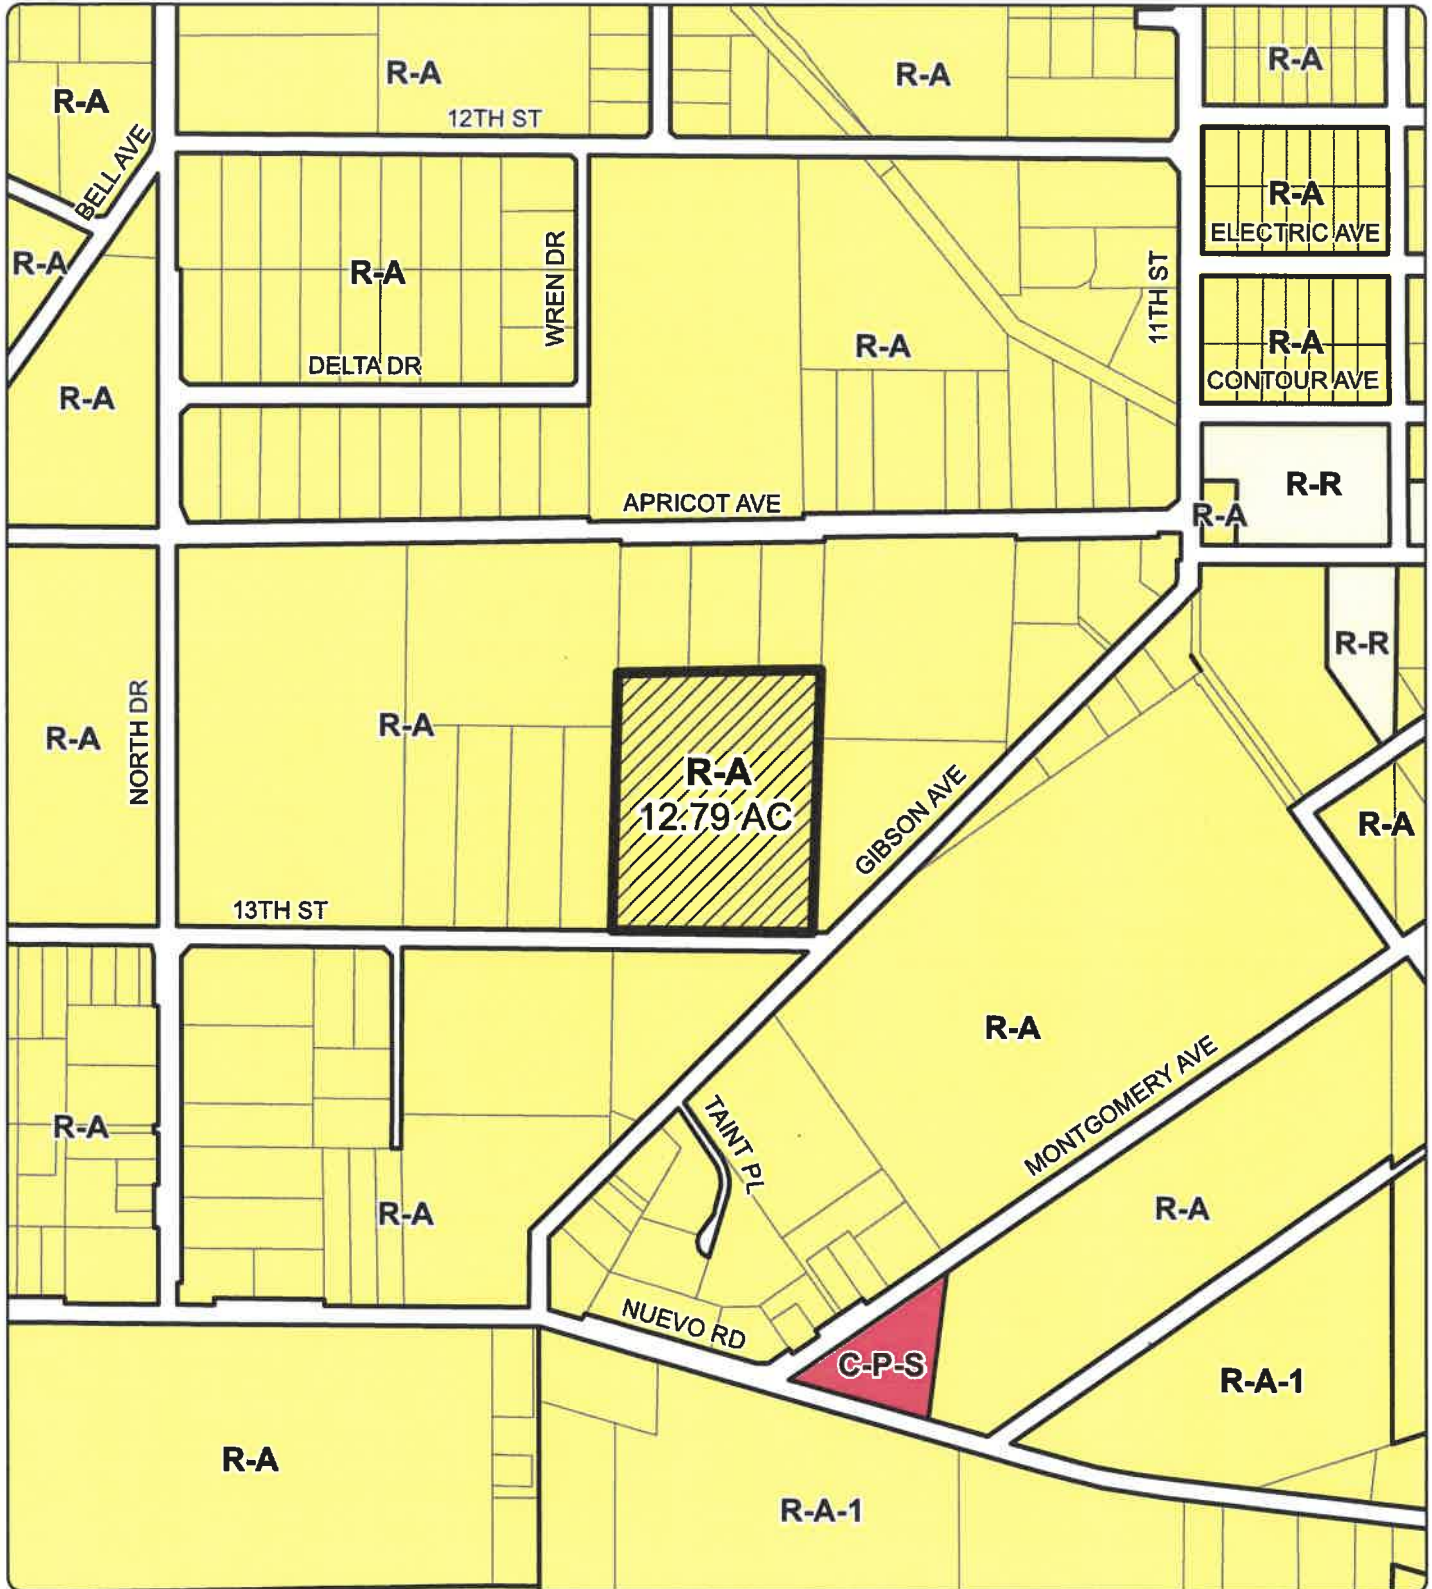 R-A
R-A
R-A
R-A
12TH ST
BELL AVE
R-A
ELECTRIC AVE
R-A
R-A
WREN DR
11TH ST
R-A
R-A
CONTOUR AVE
DELTA DR
R-A
R-R
APRICOT AVE
R-A
R-R
R-A
NORTH DR
R-A
R-A
12.79 AC
GIBSON AVE
R-A
13TH ST
R-A
MONTGOMERY AVE
R-A
TAINT PL
R-A
R-A
NUEVO RD
C-P-S
R-A-1
R-A
R-A-1